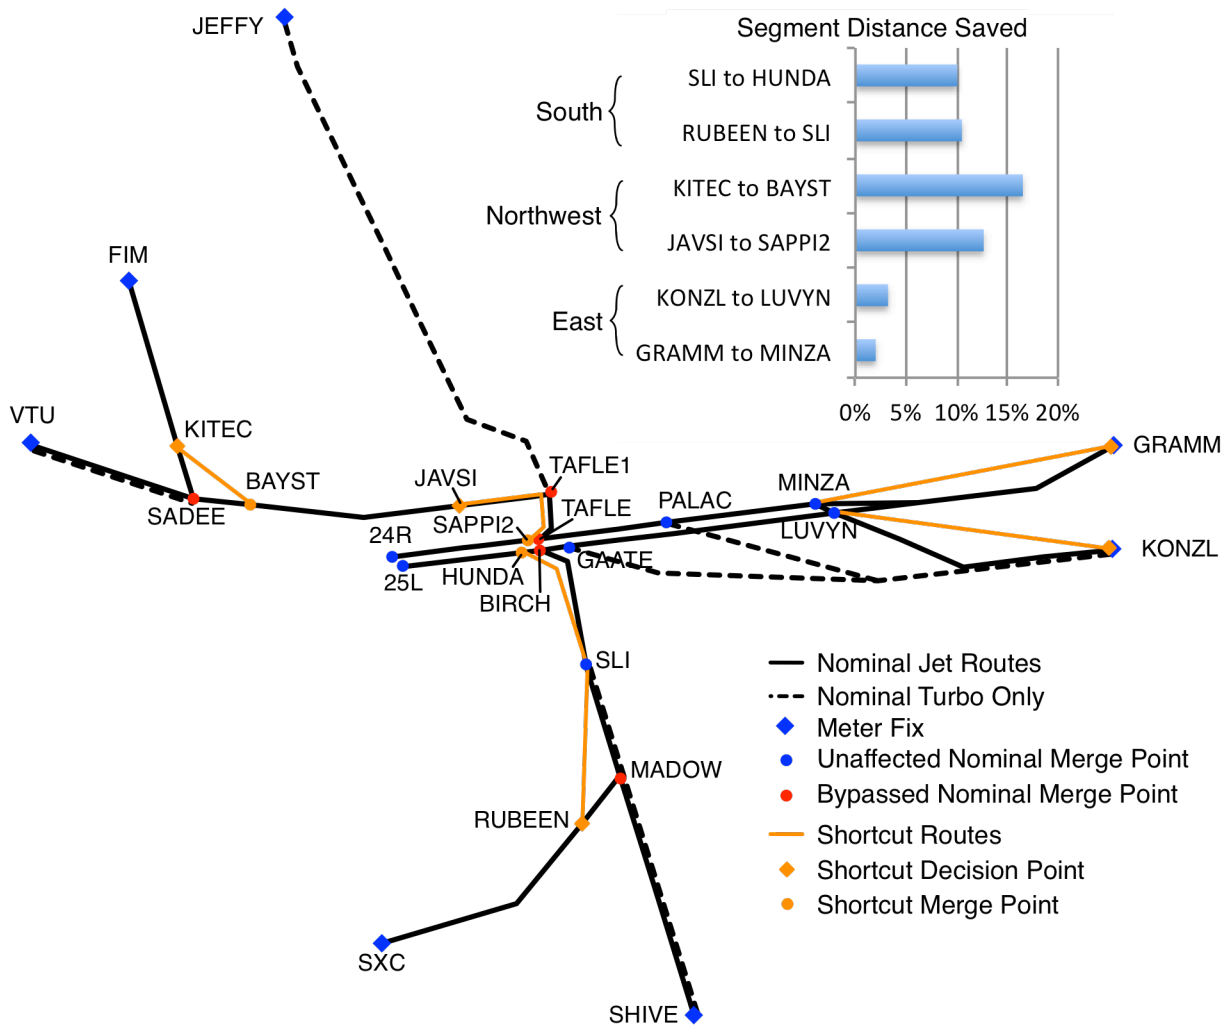 JEFFY
Segment Distance Saved
South
SLI to HUNDA
RUBEEN to SLI
Northwest
KITEC to BAYST
JAVSI to SAPPI2
East
KONZL to LUVYN
GRAMM to MINZA
0% 5% 10% 15% 20%
FIM
VTU
KITEC
BAYST
SADEE
JAVSI
TAFLE1
SAPPI2
TAFLE
PALAC
MINZA
GRAMM
24R
25L
HUNDA
BIRCH
GAATE
LUVYN
KONZL
SLI
MADOW
RUBEEN
SXC
SHIVE
Nominal Jet Routes
Nominal Turbo Only
Meter Fix
Unaffected Nominal Merge Point
Bypassed Nominal Merge Point
Shortcut Routes
Shortcut Decision Point
Shortcut Merge Point